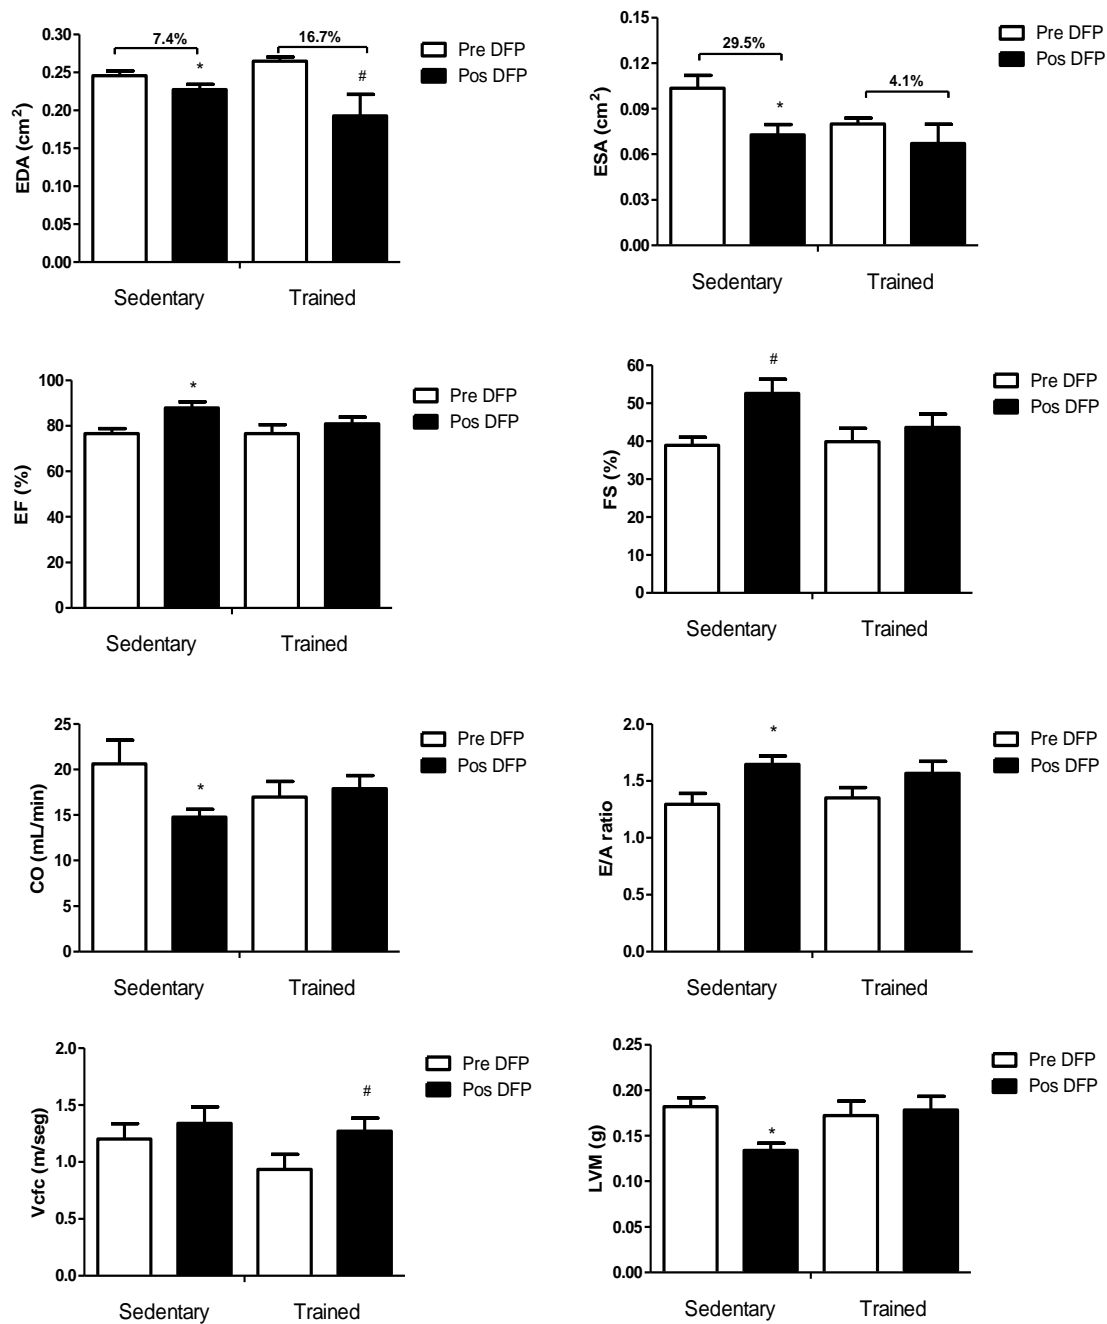 EDA (cm2)
0.30
0.25
0.20
0.15
0.10
0.05
0.00
7.4%
16.7%
*
#
Sedentary
Trained
Pre DFP
Pos DFP
ESA (cm2)
0.15
0.12
0.09
0.06
0.03
0.00
29.5%
4.1%
*
Sedentary
Trained
Pre DFP
Pos DFP
EF (%)
100
80
60
40
20
0
*
Sedentary
Trained
Pre DFP
Pos DFP
FS (%)
60
50
40
30
20
10
0
#
Sedentary
Trained
Pre DFP
Pos DFP
CO (mL/min)
25
20
15
10
5
0
*
Sedentary
Trained
Pre DFP
Pos DFP
E/A ratio
2.0
1.5
1.0
0.5
0.0
*
Sedentary
Trained
Pre DFP
Pos DFP
Vcfc (m/seg)
2.0
1.5
1.0
0.5
0.0
#
Sedentary
Trained
Pre DFP
Pos DFP
LVM (g)
0.25
0.20
0.15
0.10
0.05
0.00
*
Sedentary
Trained
Pre DFP
Pos DFP